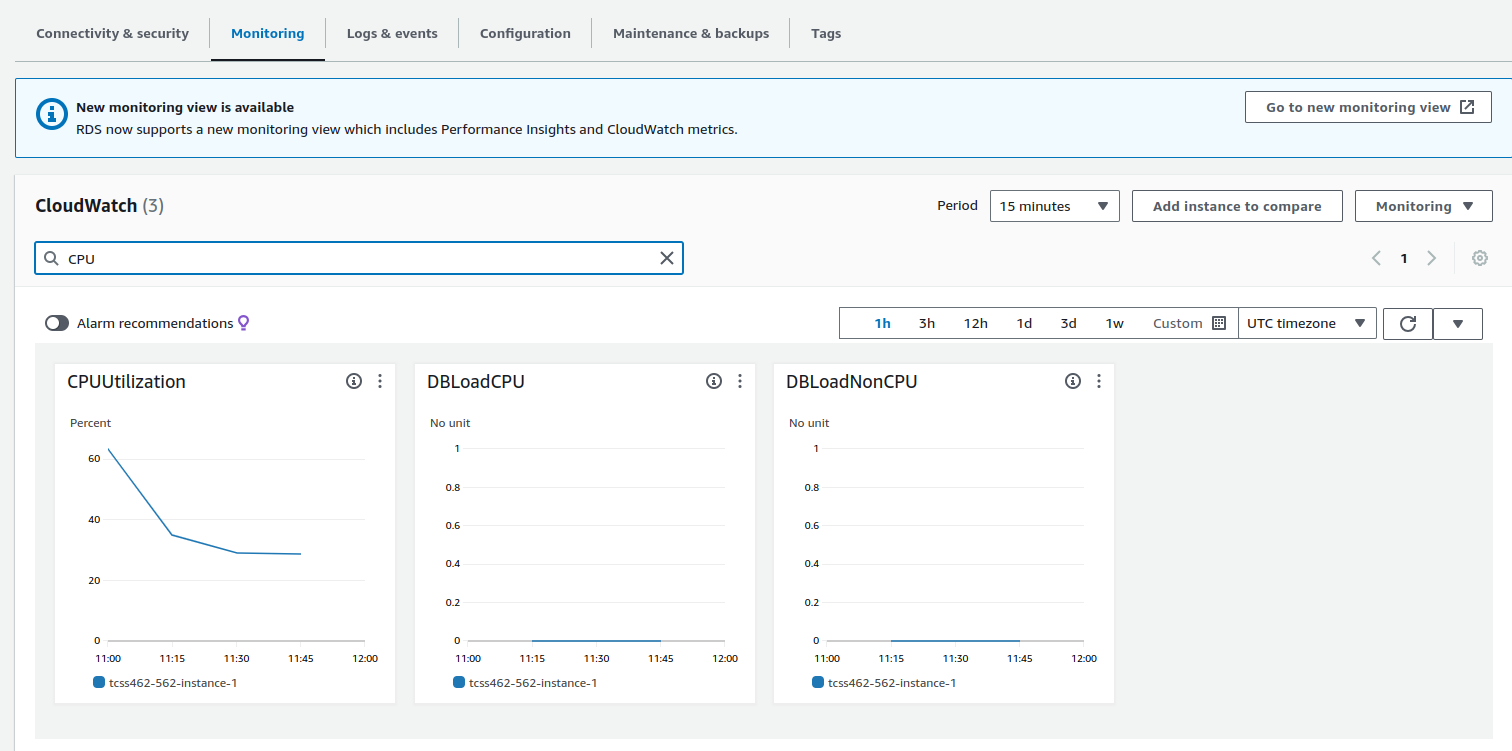 Connectivity & security
Monitoring
Logs & events
Configuration
Maintenance & backups
Tags
New monitoring view is available
RDS now supports a new monitoring view which includes Performance Insights and CloudWatch metrics.
Go to new monitoring view
CloudWatch (3)
Period
15 minutes
Add instance to compare
Monitoring
CPU
1
Alarm recommendations
1h
3h
12h
1d
3d
1w
Custom
UTC timezone
CPUUtilization
Percent
60
40
20
0
11:00
11:15
11:30
11:45
12:00
tcss462-562-instance-1
DBLoadCPU
No unit
1
0.8
0.6
0.4
0.2
0
11:00
11:15
11:30
11:45
12:00
tcss462-562-instance-1
DBLoadNonCPU
No unit
1
0.8
0.6
0.4
0.2
0
11:00
11:15
11:30
11:45
12:00
tcss462-562-instance-1